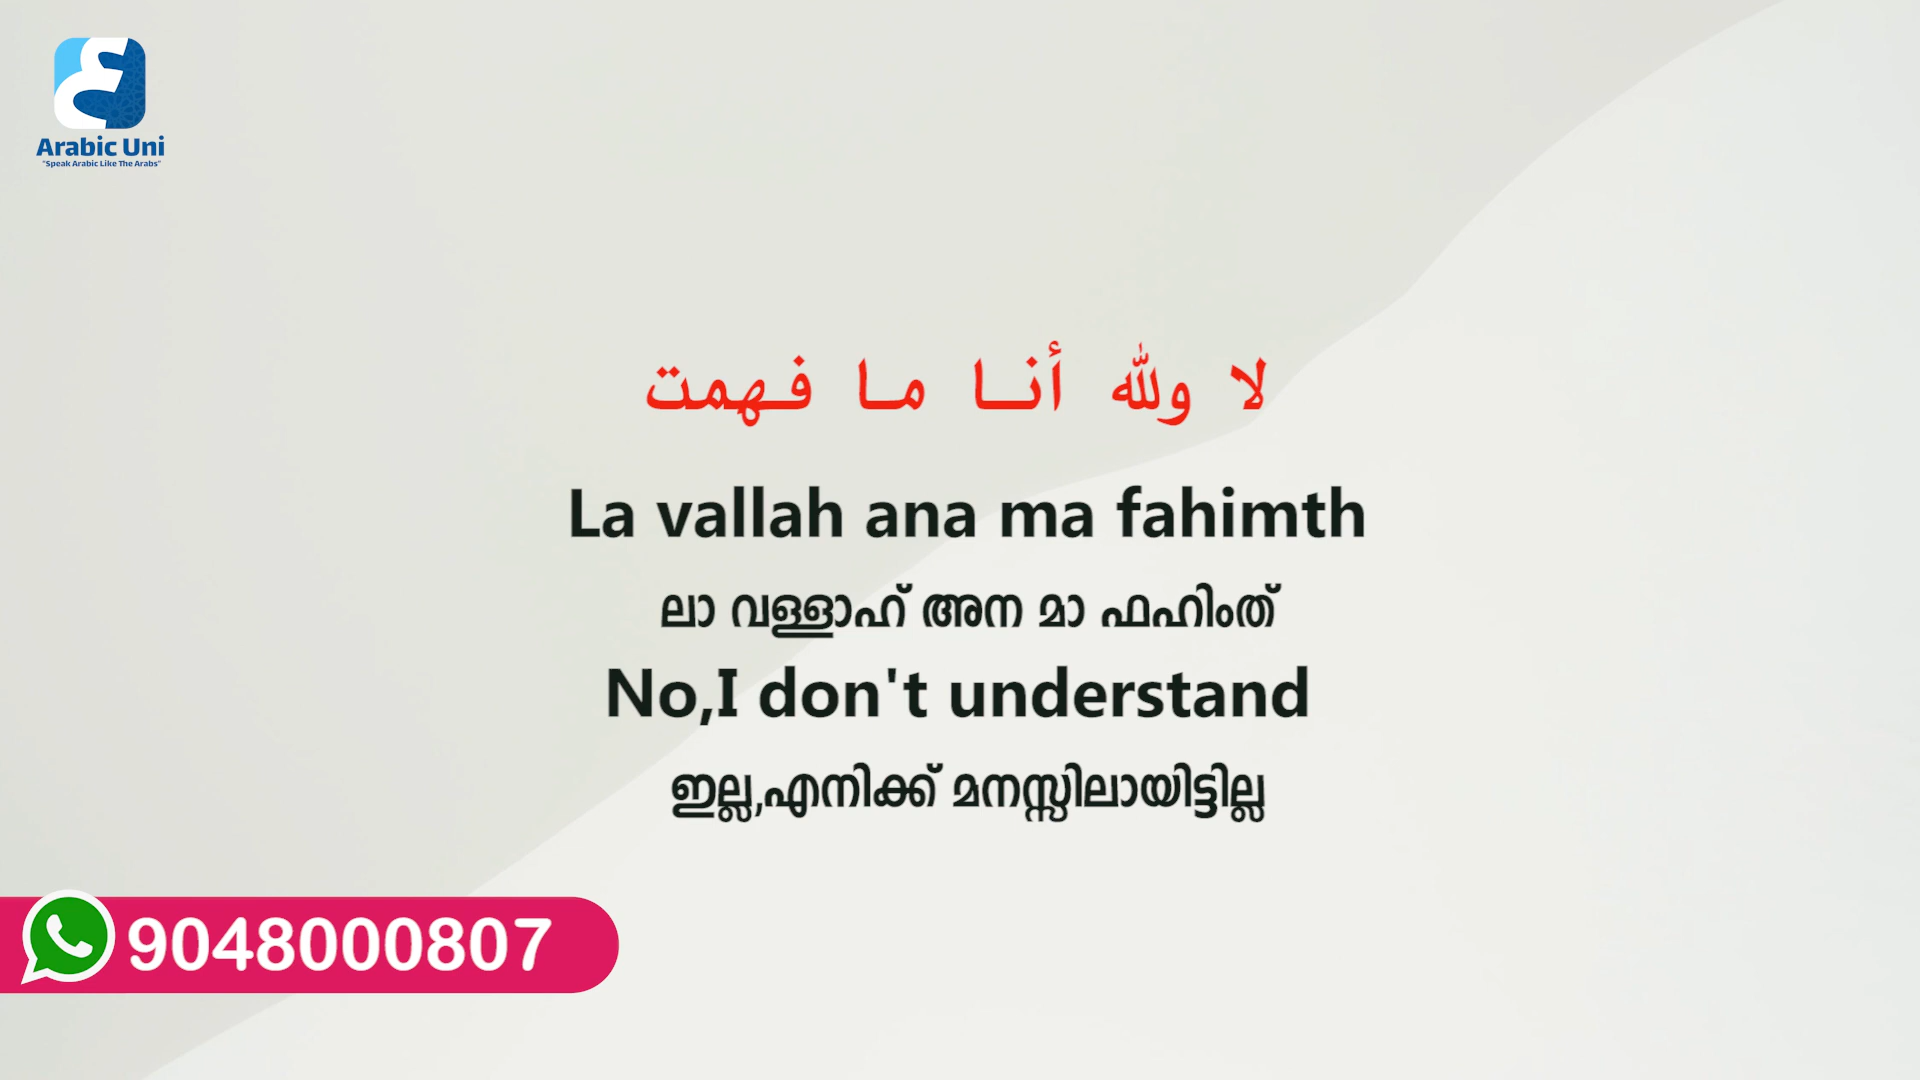 Arabic Uni
"Speak Arabic Like The Arabs"
لا ولله أنا ما فهمت
La vallah ana ma fahimth
ലാ വള്ളാഹ് അന മാ ഫഹിംത്
No,I don't understand
ഇല്ല,എനിക്ക് മനസ്സിലായിട്ടില്ല
9048000807